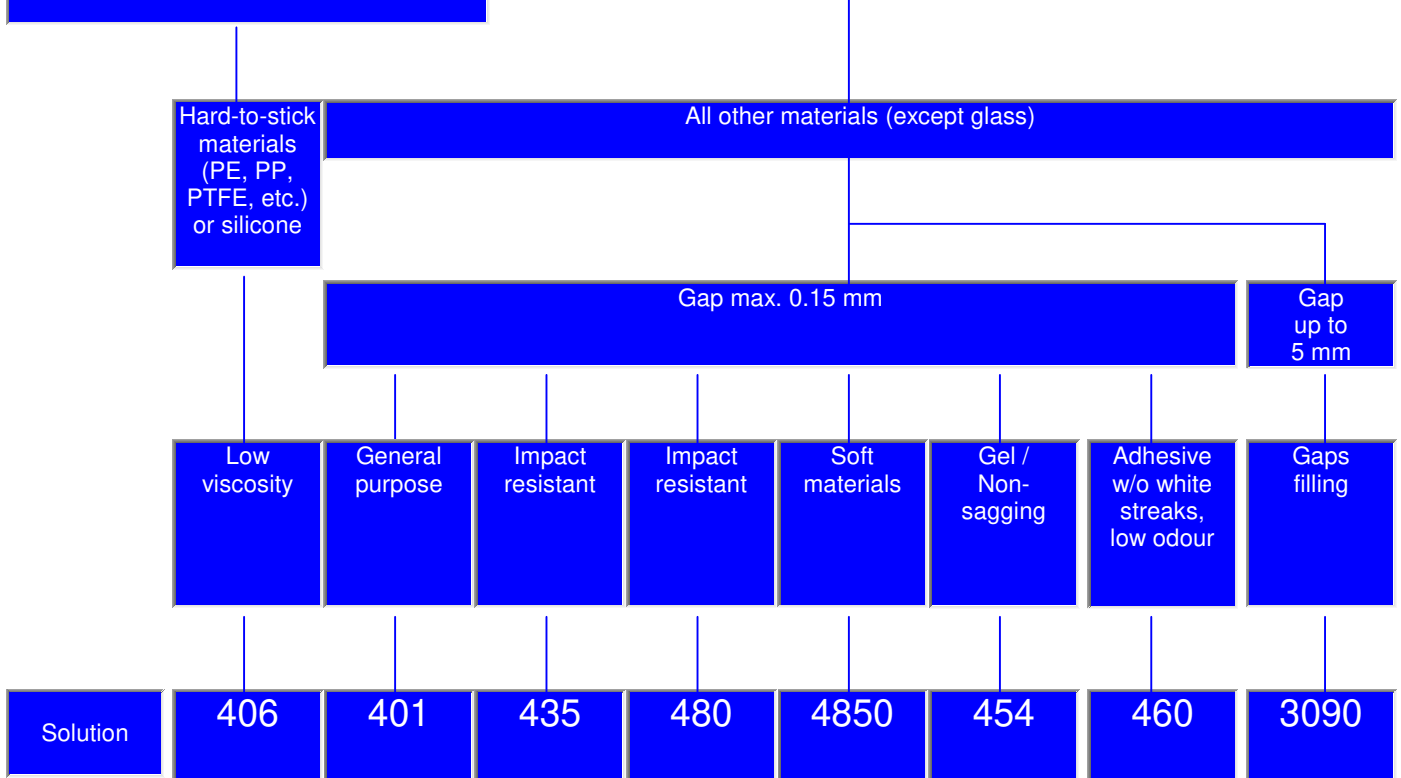 Hard-to-stick
materials
(PE, PP,
PTFE, etc.)
or silicone
All other materials (except glass)
Gap max. 0.15 mm
Gap
up to
5 mm
Low
viscosity
General
purpose
Impact
resistant
Impact
resistant
Soft
materials
Gel /
Non-
sagging
Adhesive
w/o white
streaks,
low odour
Gaps
filling
Solution
406
401
435
480
4850
454
460
3090